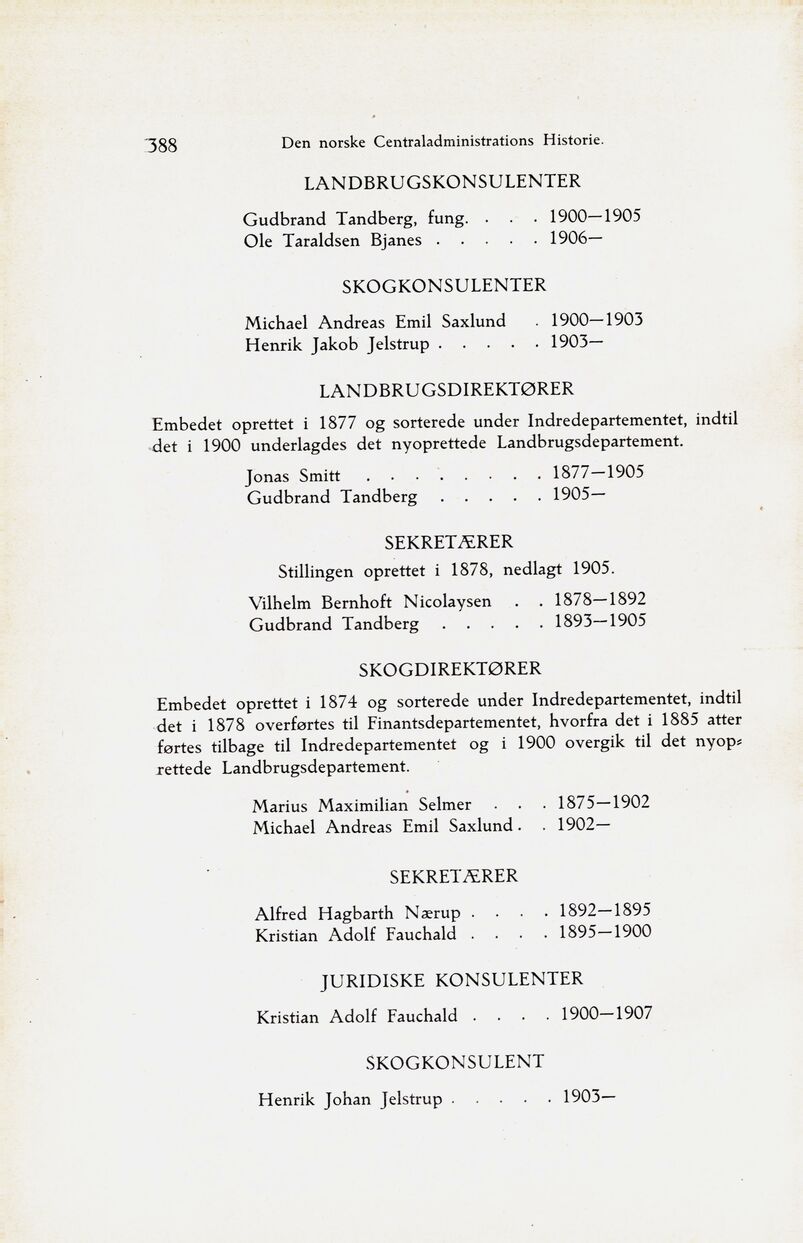 388 Den norske Centraladministrations Historie.
LANDBRUGSKONSULENTER
Gudbrand Tandberg, fung. . . . 1900—1905
Ole Taraldsen Bjanes . . . . . 1906—
SKOGKONSULENTER
Michael Andreas Emil Saxlund . 1900—1903
Henrik Jakob Jelstrup . . . . . 1903—
LANDBRUGSDIREKTØRER
Embedet oprettet i 1877 og sorterede under Indredepartementet, indtil
det i 1900 underlagdes det nyoprettede Landbrugsdepartement.
Jonas Smitt . . . . . . . . 1877—1905
Gudbrand Tandberg . . . . . 1905—
SEKRETÆRER
Stillingen oprettet i 1878, nedlagt 1905.
Vilhelm Bernhoft Nicolaysen . . 1878—1892
Gudbrand Tandberg . . . . . 1893—1905
SKOGDIREKTØRER
Embedet oprettet i 1874 og sorterede under Indredepartementet, indtil
det i 1878 overførtes til Finantsdepartementet, hvorfra det i 1885 atter
førtes tilbage til Indredepartementet og i 1900 overgik til det nyop-
rettede Landbrugsdepartement.
Marius Maximilian Selmer . . . 1875—1902
Michael Andreas Emil Saxlund . . 1902—
SEKRETÆRER
Alfred Hagbarth Nærup . . . . 1892—1895
Kristian Adolf Fauchald . . . . 1895—1900
JURIDISKE KONSULENTER
Kristian Adolf Fauchald . . . . 1900—1907
SKOGKONSULENT
Henrik Johan Jelstrup . . . . . 1903—